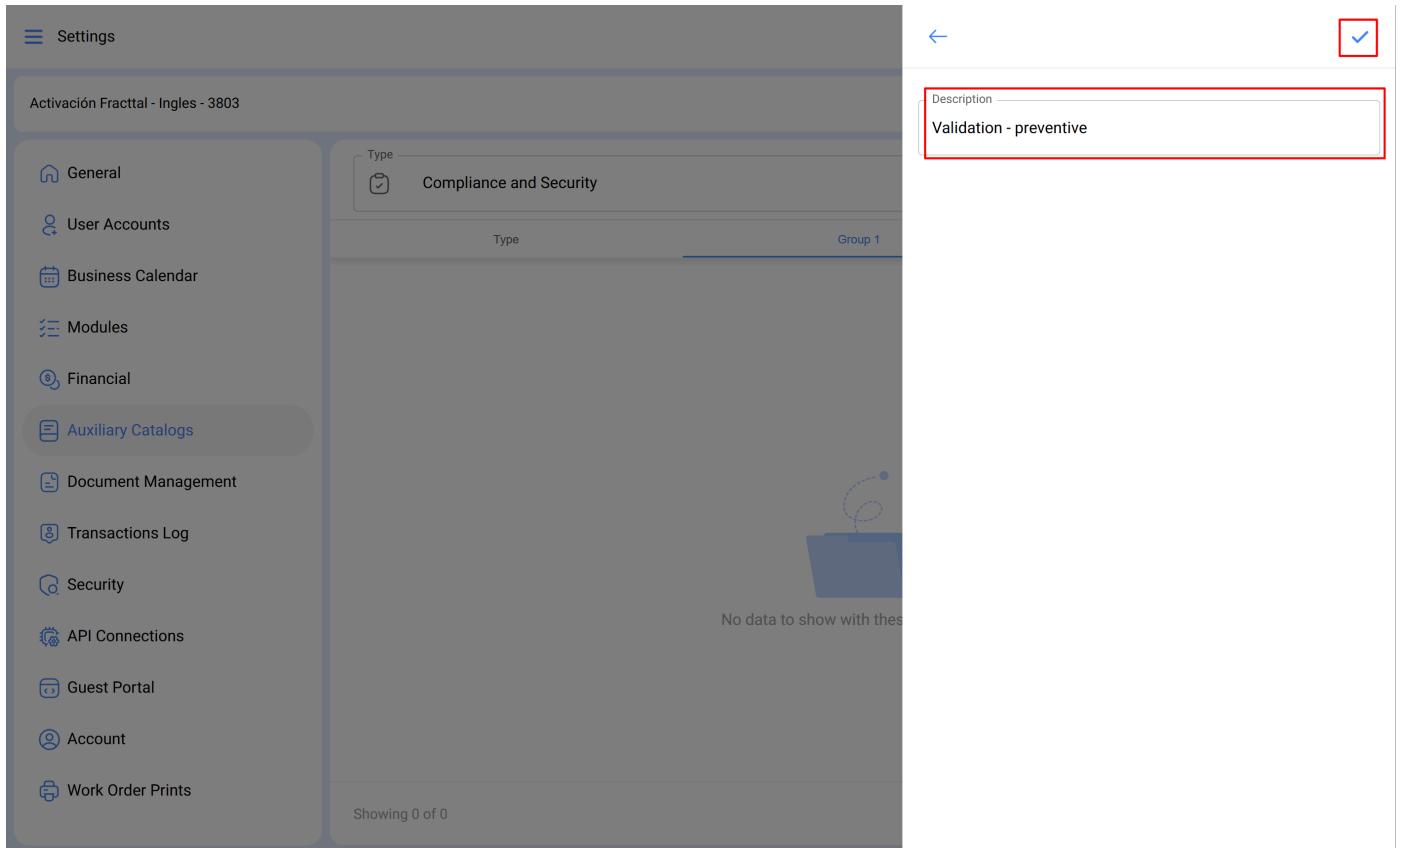 Settings
Activación Fracttal - Ingles - 3803
General
User Accounts
Business Calendar
Modules
Financial
Auxiliary Catalogs
Document Management
Transactions Log
Security
API Connections
Guest Portal
Account
Work Order Prints
Type
Compliance and Security
Type
Group 1
No data to show with
Showing 0 of 0
Description
Validation - preventive